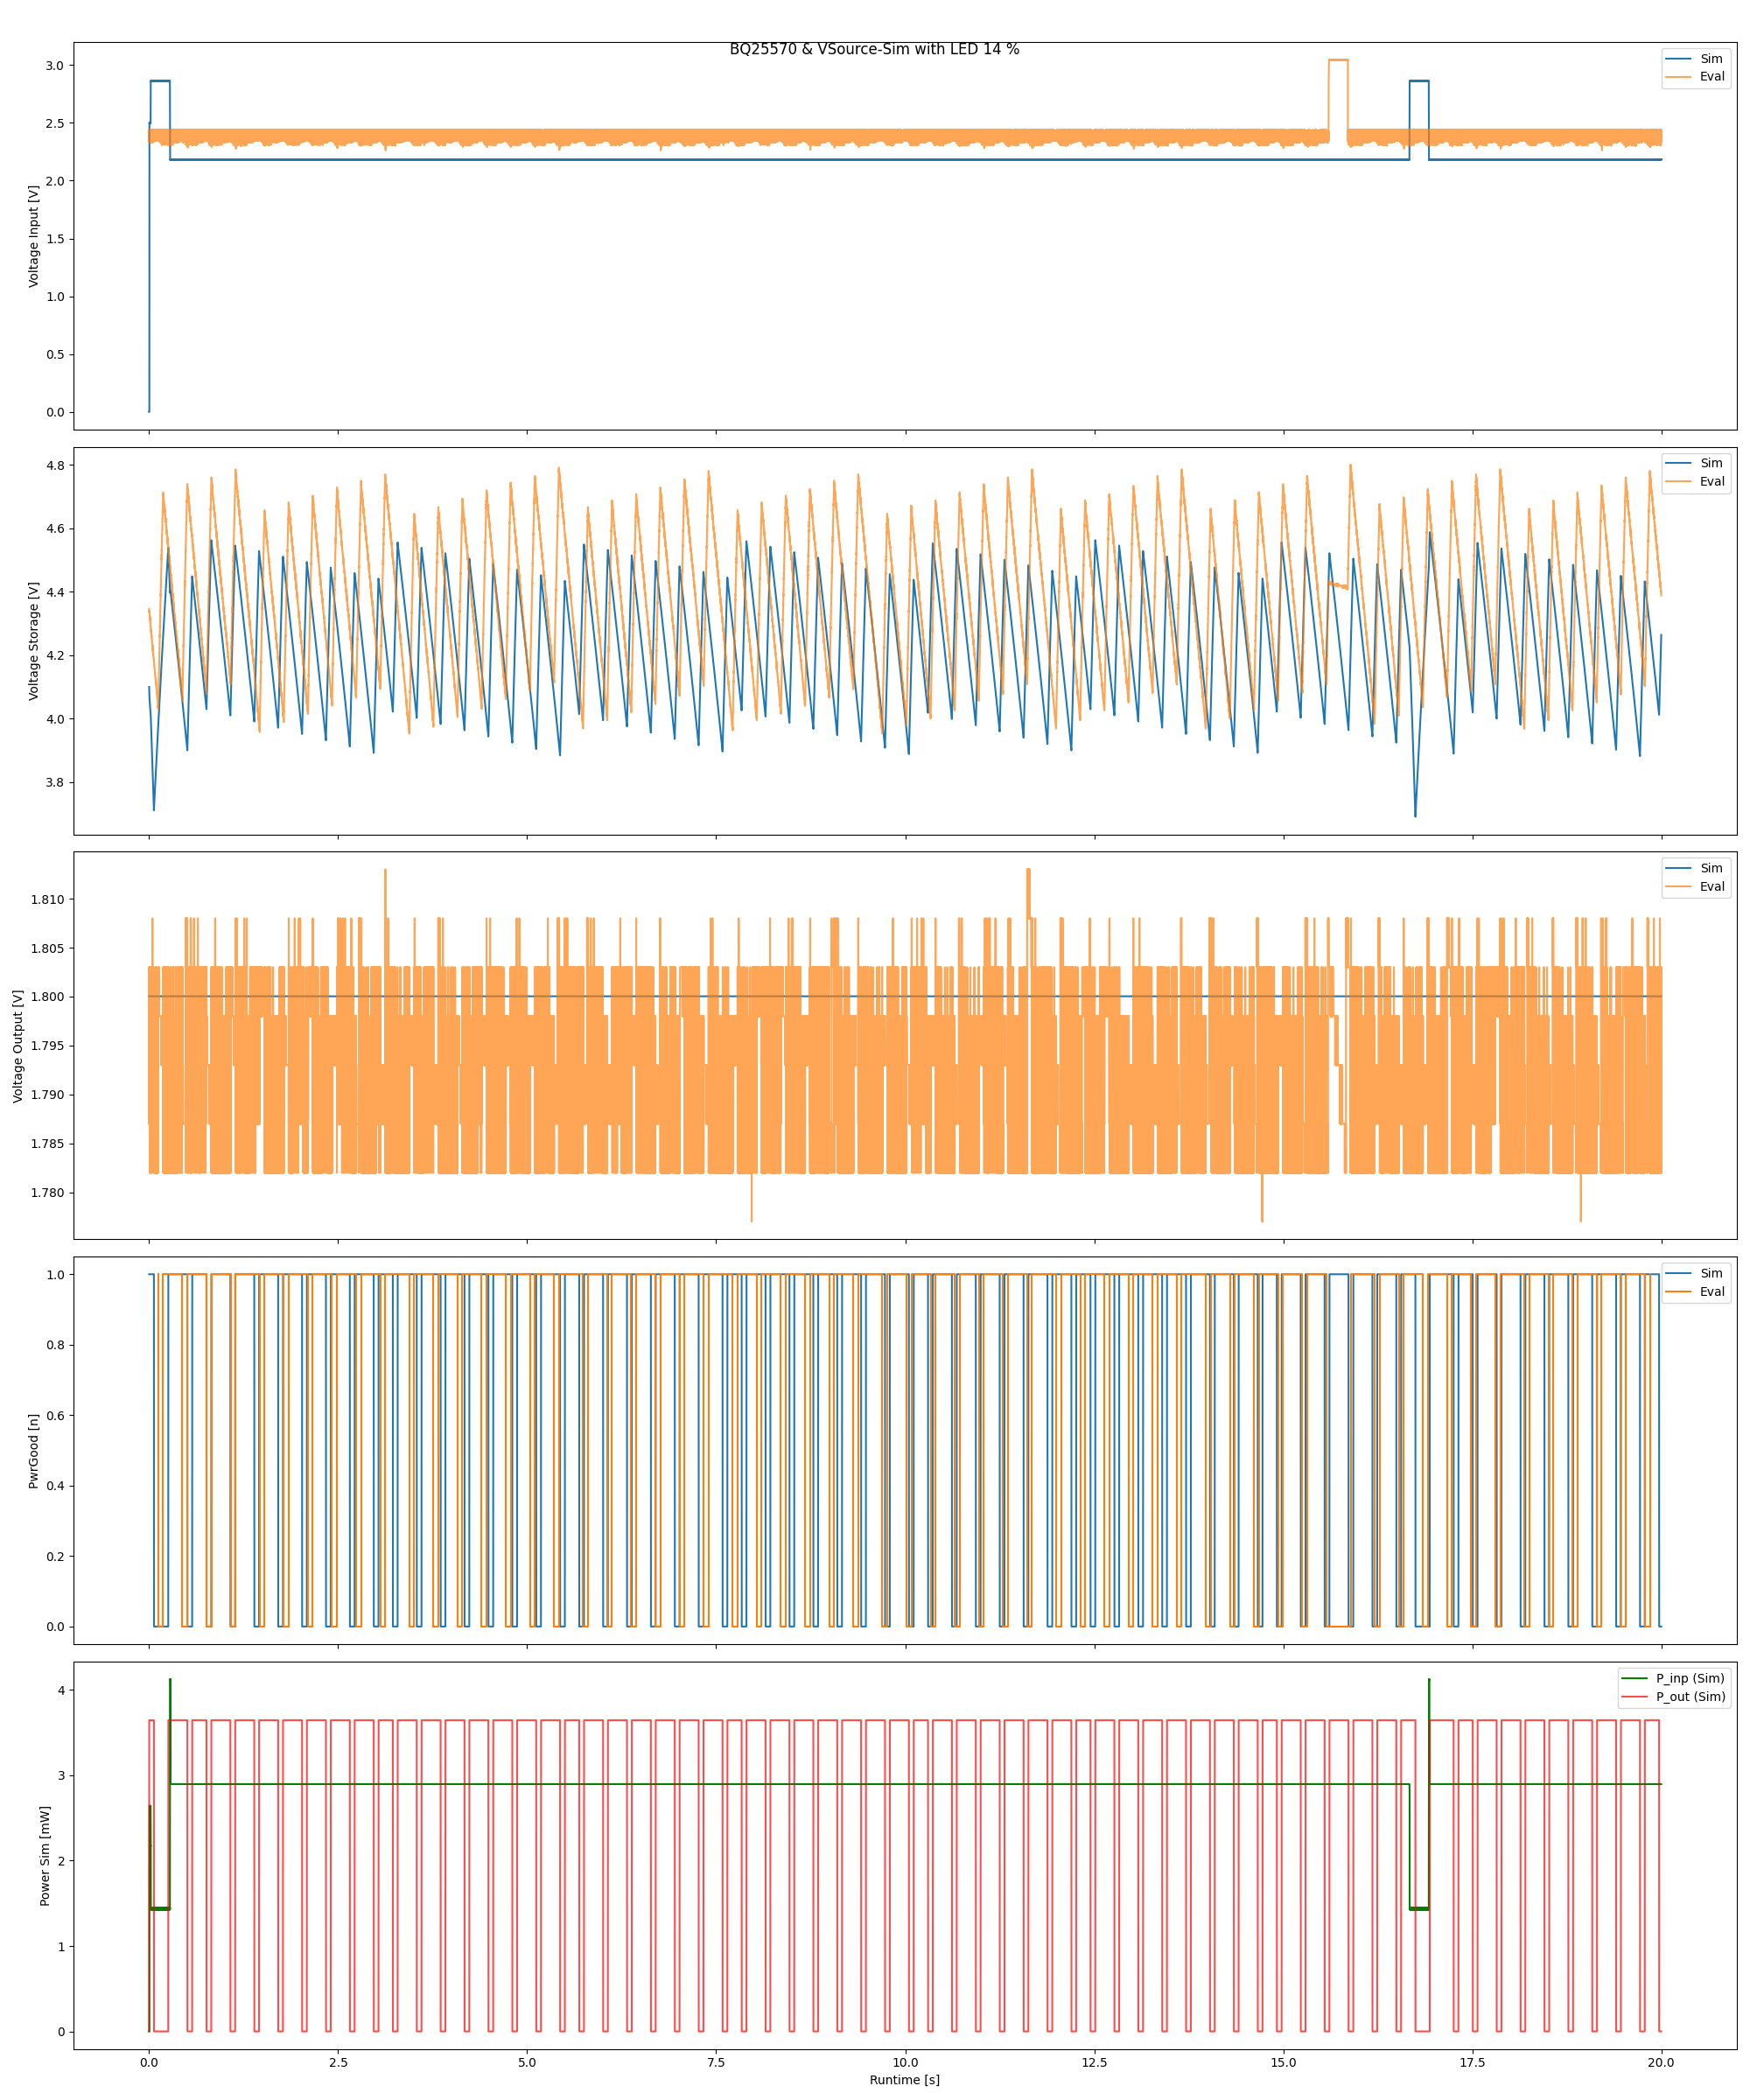 BQ25570 & VSource-Sim with LED 14 %
3.0
2.5
2.0
1.5
1.0
0.5
0.0
Voltage Input [V]
Sim
Eval
4.8
4.6
4.4
4.2
4.0
3.8
Voltage Storage [V]
Sim
Eval
1.810
1.805
1.800
1.795
1.790
1.785
1.780
Voltage Output [V]
Sim
Eval
1.0
0.8
0.6
0.4
0.2
0.0
PwrGood [n]
Sim
Eval
4
3
2
1
0
Power Sim [mW]
P_inp (Sim)
P_out (Sim)
0.0 2.5 5.0 7.5 10.0 12.5 15.0 17.5 20.0
Runtime [s]